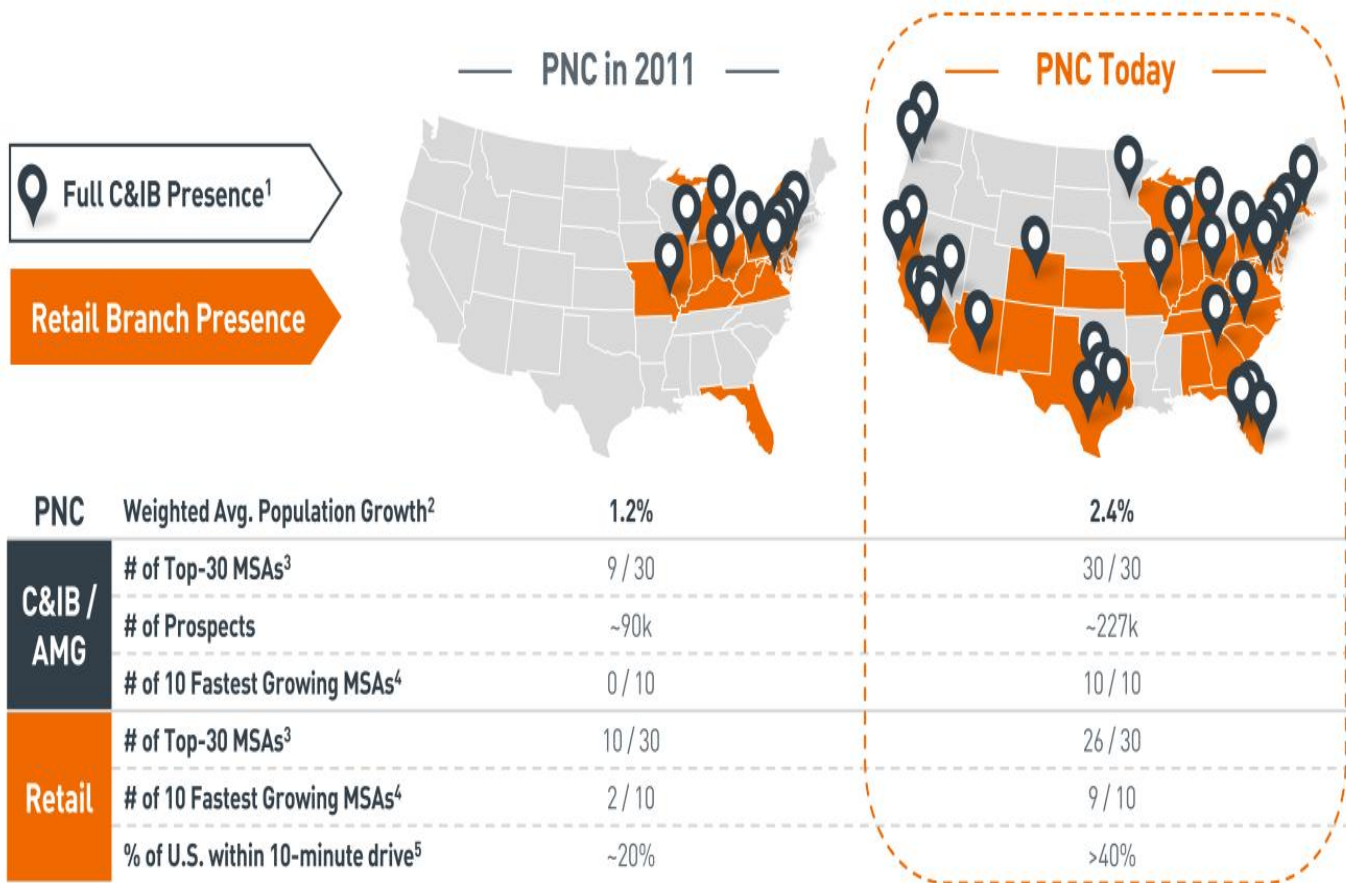 PNC in 2011
PNC Today
Full C&IB Presence¹
Retail Branch Presence
PNC Weighted Avg. Population Growth² 1.2% 2.4%
C&IB / AMG
# of Top-30 MSAs³ 9 / 30 30 / 30
# of Prospects ~90k ~227k
# of 10 Fastest Growing MSAs⁴ 0 / 10 10 / 10
Retail
# of Top-30 MSAs³ 10 / 30 26 / 30
# of 10 Fastest Growing MSAs⁴ 2 / 10 9 / 10
% of U.S. within 10-minute drive⁵ ~20% >40%